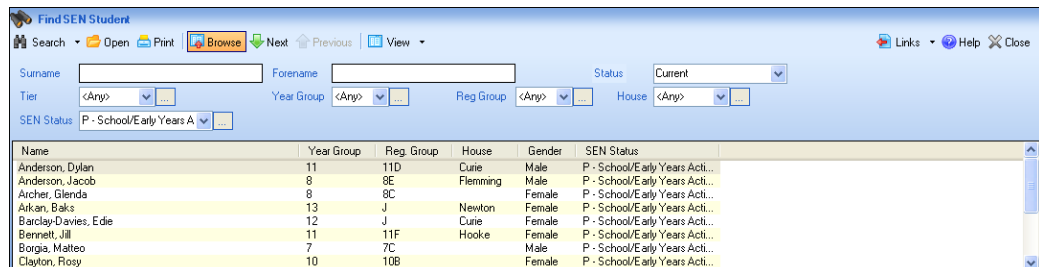 Find SEN Student
Search Open Print Browse Next Previous View Links Help Close
Surname Forename Status Current
Tier <Any> ... Year Group <Any> ... Reg Group <Any> ... House <Any> ...
SEN Status P - School/Early Years A ...
Name Year Group Reg. Group House Gender SEN Status
Anderson, Dylan 11 11D Curie Male P - School/Early Years Acti...
Anderson, Jacob 8 8E Flemming Male P - School/Early Years Acti...
Archer, Glenda 8 8C Female P - School/Early Years Acti...
Arkan, Baks 13 J Newton Female P - School/Early Years Acti...
Barclay-Davies, Edie 12 J Curie Female P - School/Early Years Acti...
Bennett, Jill 11 11F Hooke Female P - School/Early Years Acti...
Borgia, Matteo 7 7C Male P - School/Early Years Acti...
Clayton, Rosy 10 10B Female P - School/Early Years Acti...